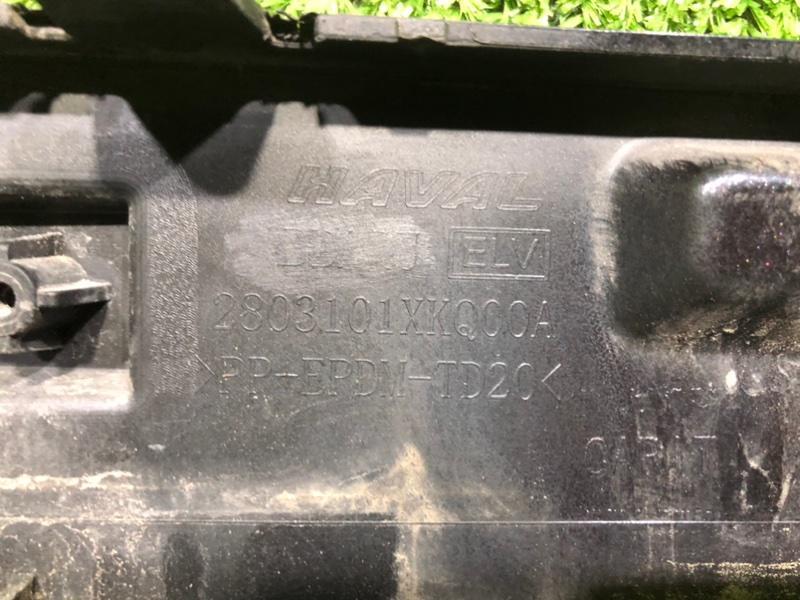 HAVAL
ELV
2803101XKQ00A
>PP+EPDM-TD20<